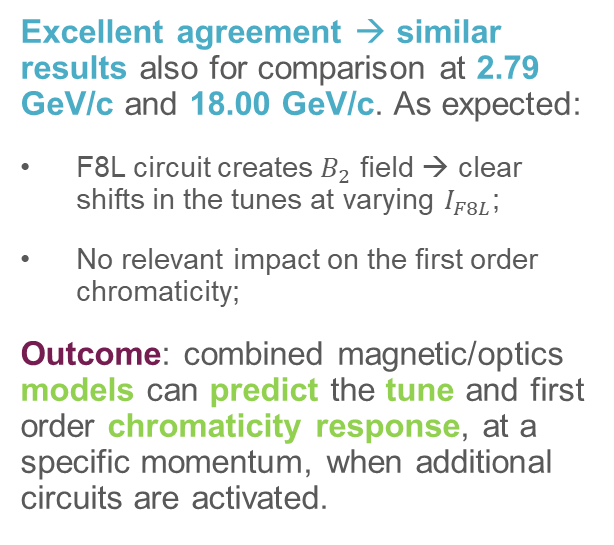 Excellent agreement → similar
results also for comparison at 2.79
GeV/c and 18.00 GeV/c. As expected:
• F8L circuit creates B₂ field → clear
shifts in the tunes at varying I_F8L;
• No relevant impact on the first order
chromaticity;
Outcome: combined magnetic/optics
models can predict the tune and first
order chromaticity response, at a
specific momentum, when additional
circuits are activated.